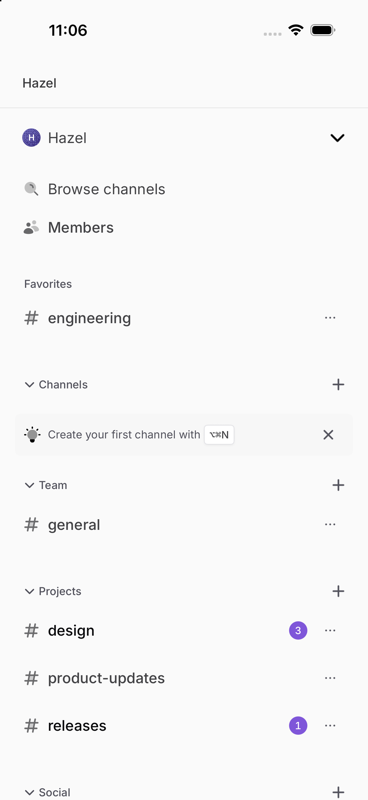 11:06
Hazel
H Hazel
Browse channels
Members
Favorites
# engineering
Channels
Create your first channel with ⌥⌘N
Team
# general
Projects
# design 3
# product-updates
# releases 1
Social